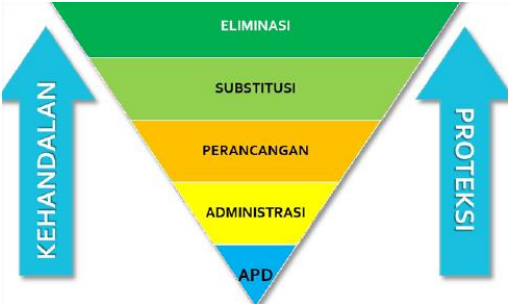 ELIMINASI
SUBSTITUSI
PERANCANGAN
ADMINISTRASI
APD
KEHANDALAN
PROTEKSI